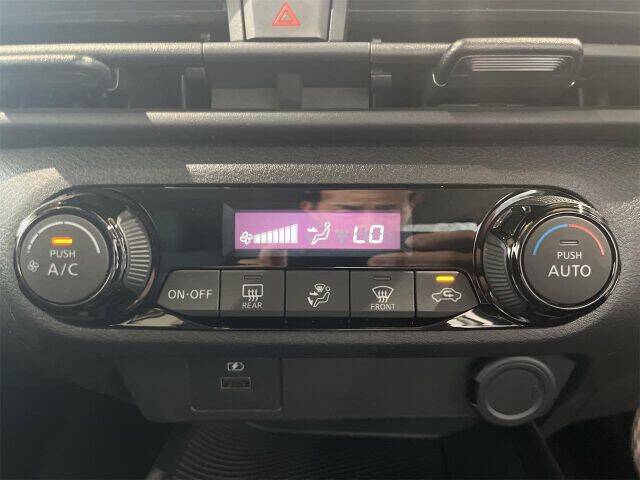 LO
PUSH
A/C
ON·OFF
REAR
FRONT
PUSH
AUTO